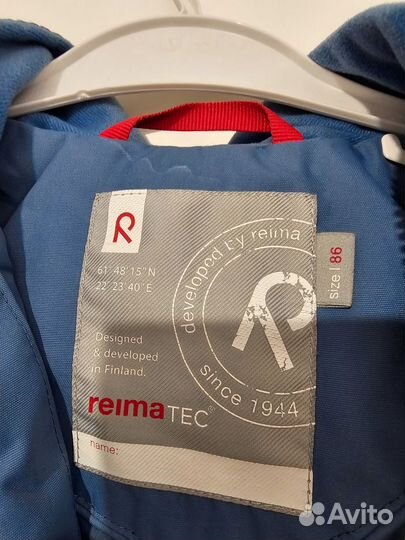 R
61° 48' 15" N
22° 23' 40" E
Designed
& developed
in Finland.
reimaTEC®
name:
developed by reima
R
since 1944
size | 86
Avito